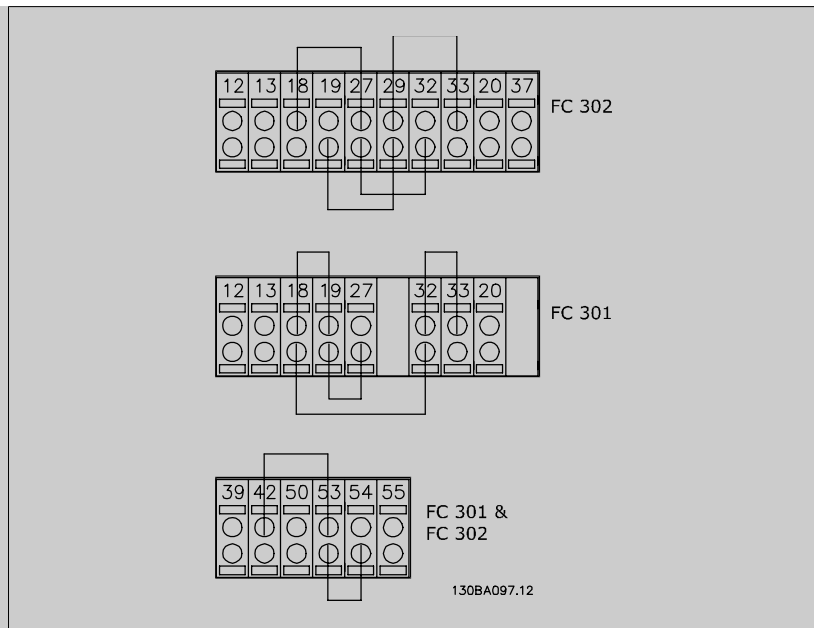 12 13 18 19 27 29 32 33 20 37
FC 302
12 13 18 19 27 32 33 20
FC 301
39 42 50 53 54 55
FC 301 &
FC 302
130BA097.12